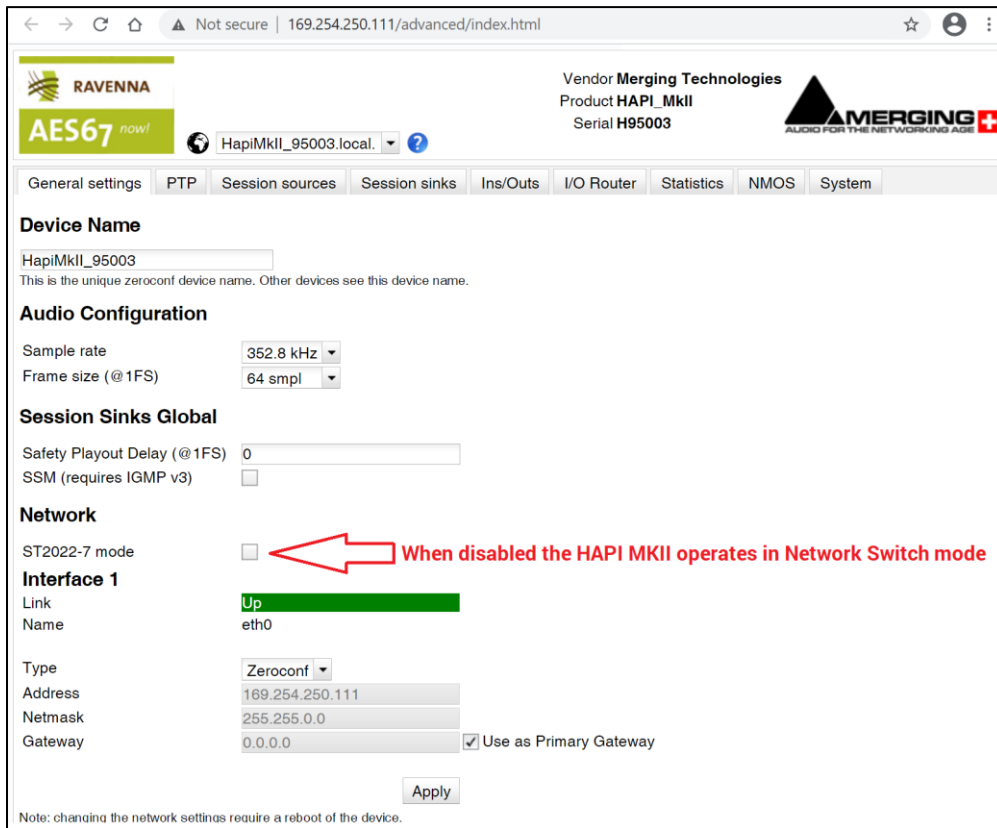 Not secure | 169.254.250.111/advanced/index.html
RAVENNA
AES67 now!
Vendor Merging Technologies
Product HAPI_MkII
Serial H95003
MERGING
AUDIO FOR THE NETWORKING AGE
HapiMkII_95003.local. ?
General settings PTP Session sources Session sinks Ins/Outs I/O Router Statistics NMOS System
Device Name
HapiMkII_95003
This is the unique zeroconf device name. Other devices see this device name.
Audio Configuration
Sample rate 352.8 kHz
Frame size (@1FS) 64 smpl
Session Sinks Global
Safety Playout Delay (@1FS) 0
SSM (requires IGMP v3)
Network
ST2022-7 mode When disabled the HAPI MKII operates in Network Switch mode
Interface 1
Link Up
Name eth0
Type Zeroconf
Address 169.254.250.111
Netmask 255.255.0.0
Gateway 0.0.0.0 Use as Primary Gateway
Apply
Note: changing the network settings require a reboot of the device.